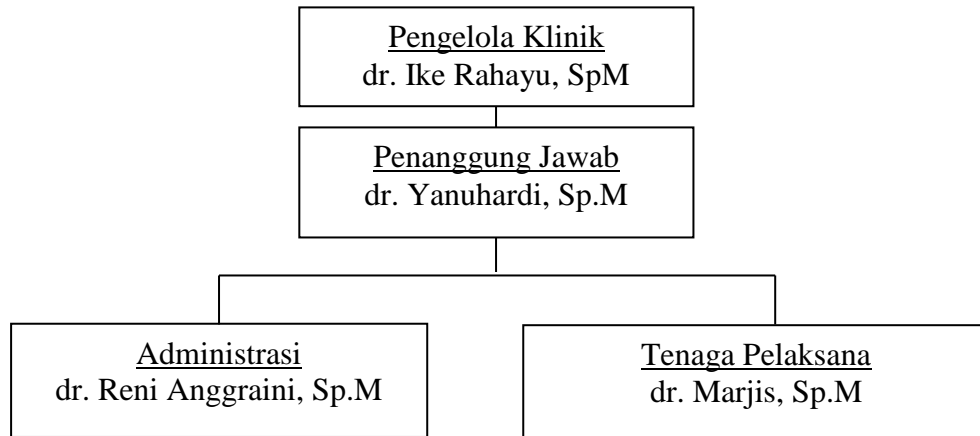 Pengelola Klinik
dr. Ike Rahayu, SpM
Penanggung Jawab
dr. Yanuhardi, Sp.M
Administrasi
dr. Reni Anggraini, Sp.M
Tenaga Pelaksana
dr. Marjis, Sp.M